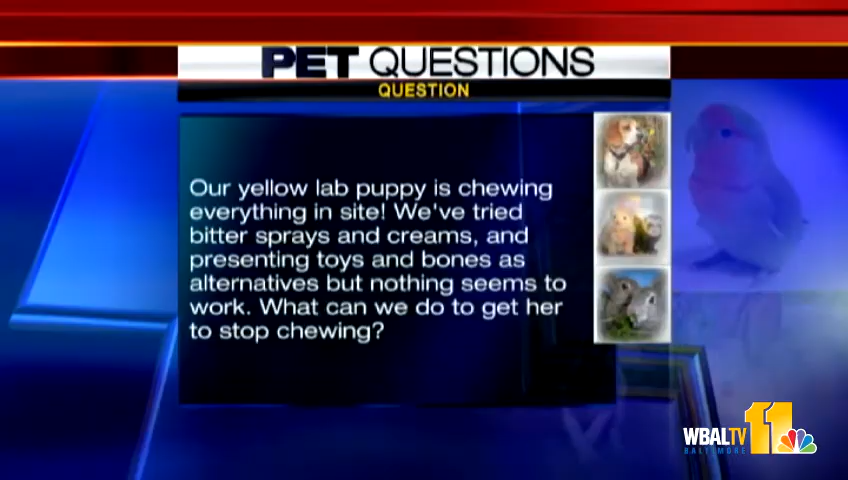 PET QUESTIONS
QUESTION
Our yellow lab puppy is chewing
everything in site! We've tried
bitter sprays and creams, and
presenting toys and bones as
alternatives but nothing seems to
work. What can we do to get her
to stop chewing?
WBALTV 11
BALTIMORE